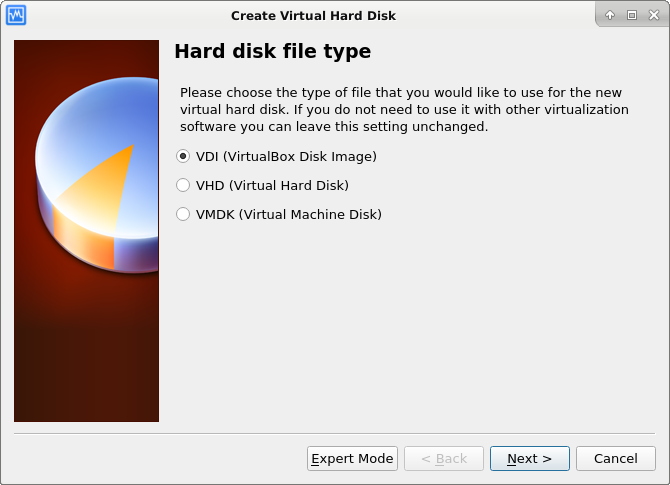 Create Virtual Hard Disk
Hard disk file type
Please choose the type of file that you would like to use for the new
virtual hard disk. If you do not need to use it with other virtualization
software you can leave this setting unchanged.
VDI (VirtualBox Disk Image)
VHD (Virtual Hard Disk)
VMDK (Virtual Machine Disk)
Expert Mode
< Back
Next >
Cancel